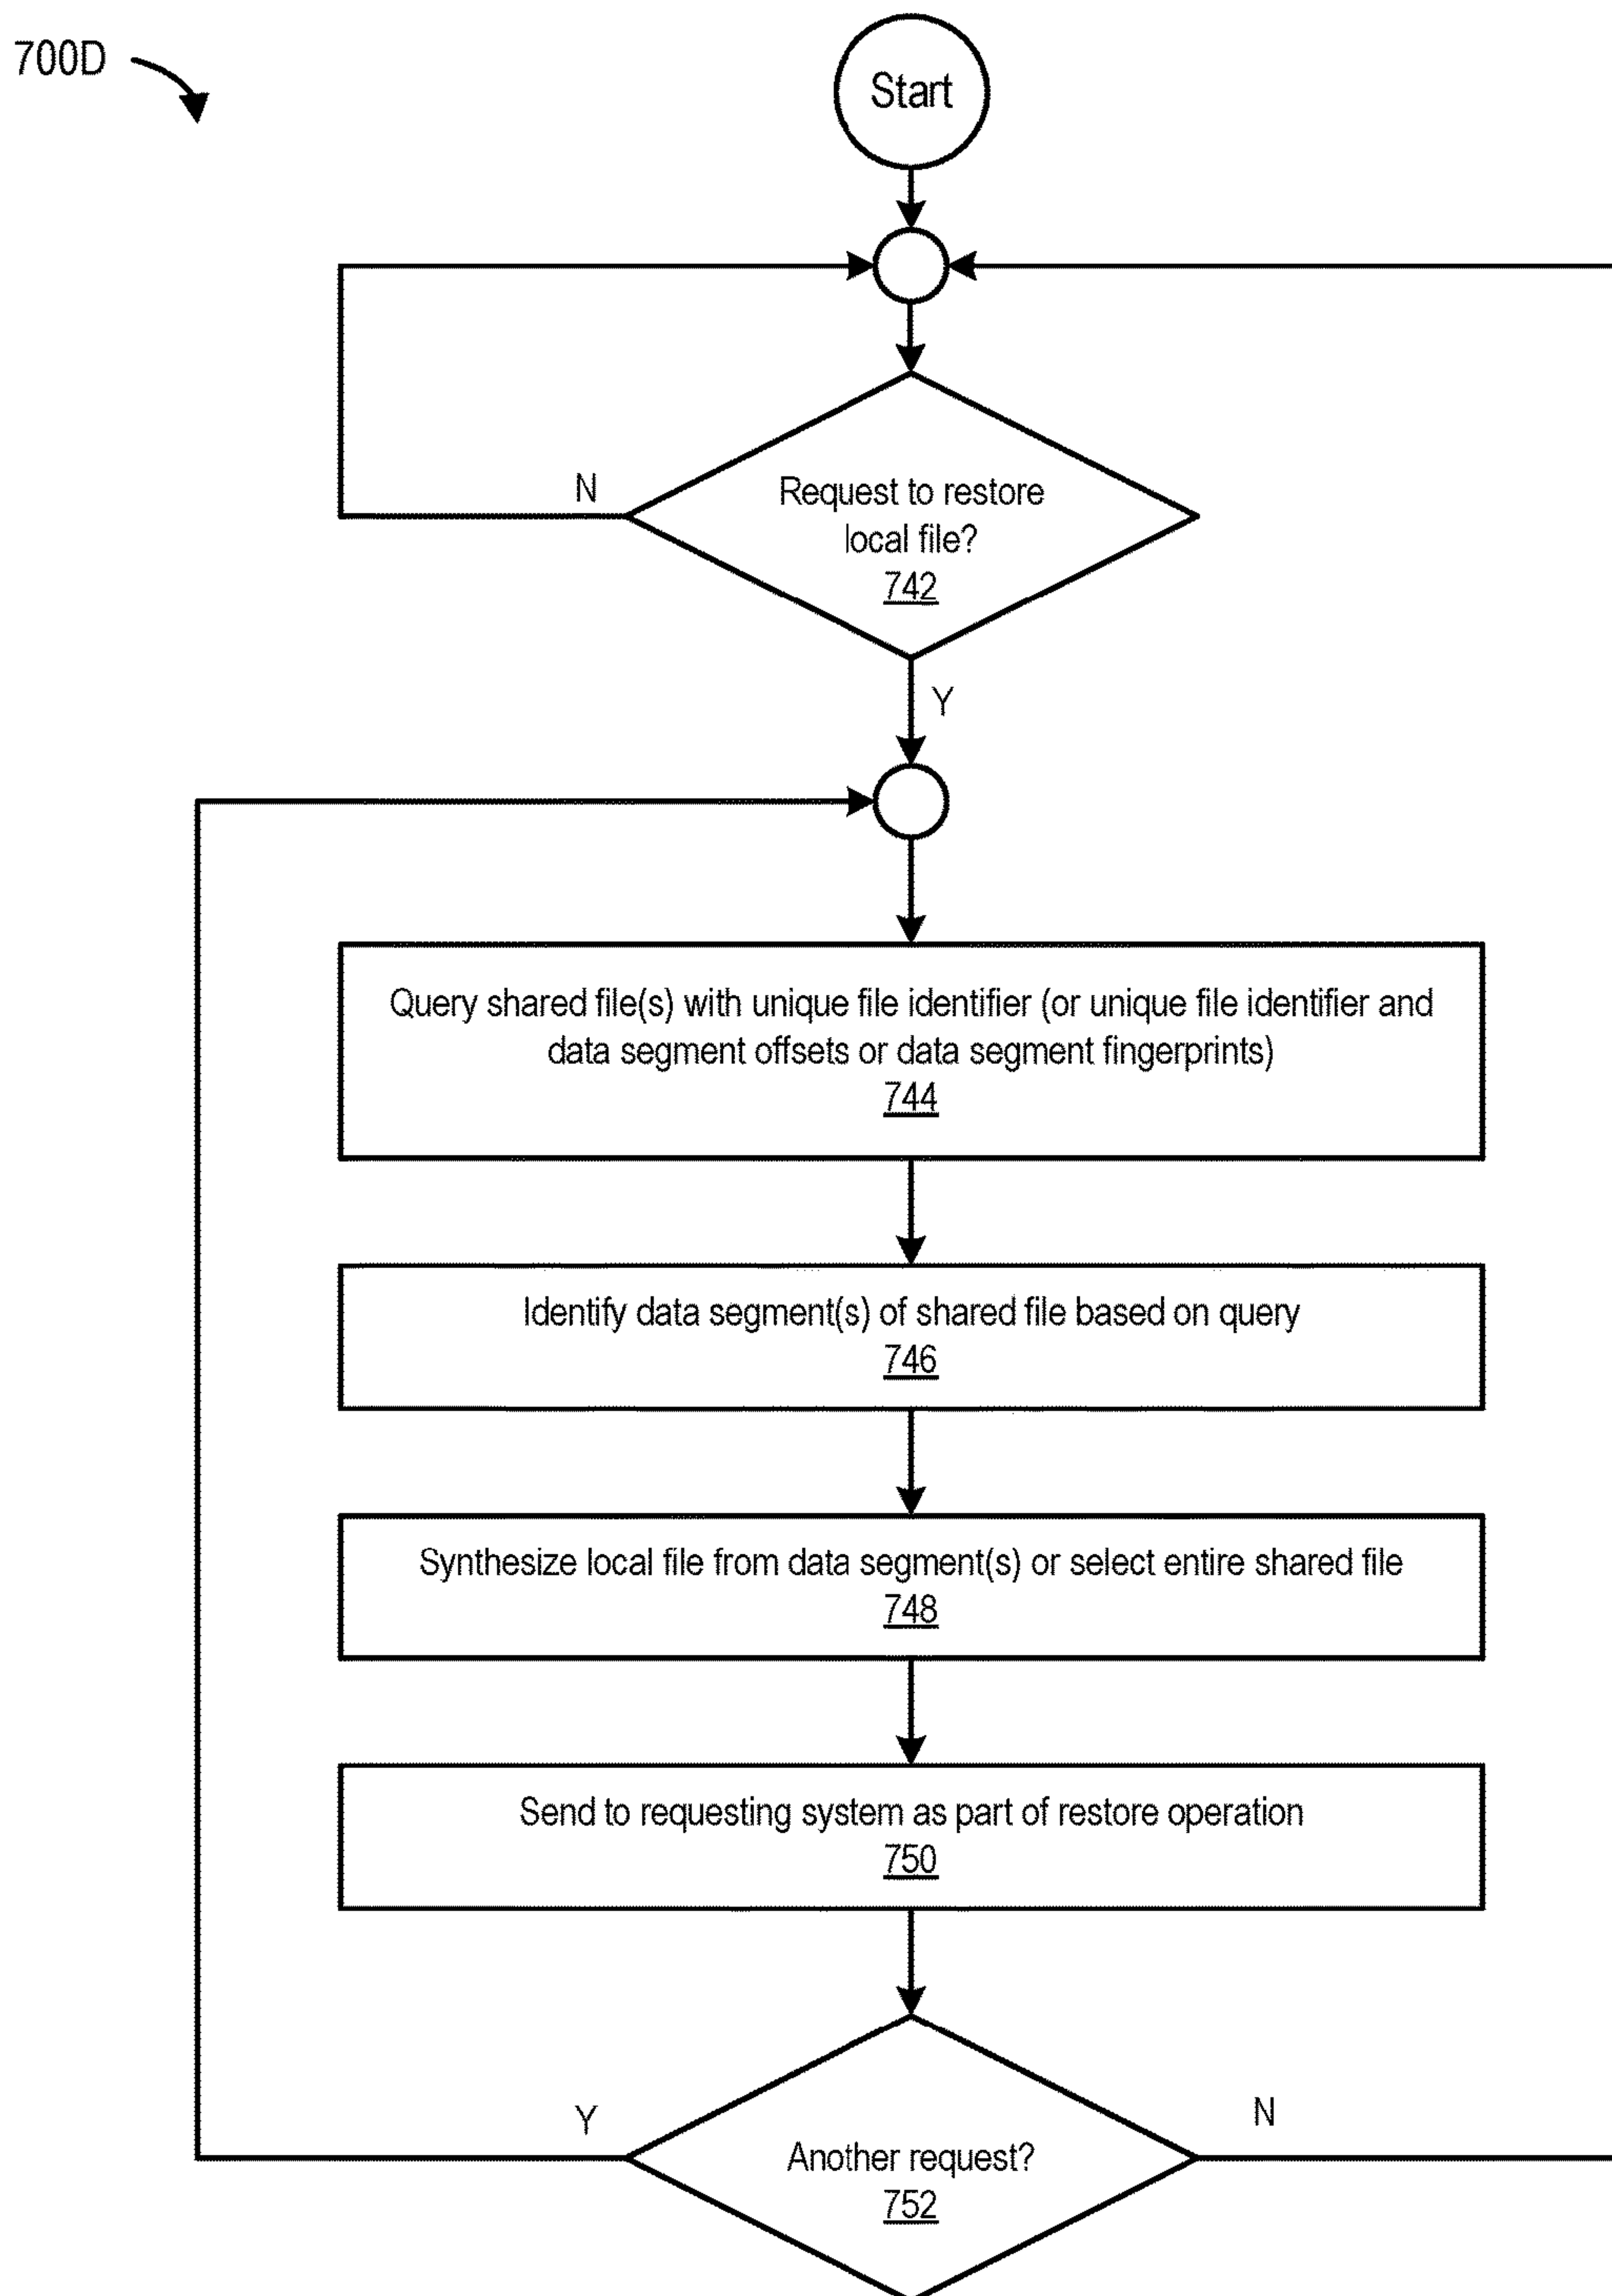 700D
Start
Request to restore
local file?
742
N
Y
Query shared file(s) with unique file identifier (or unique file identifier and
data segment offsets or data segment fingerprints)
744
Identify data segment(s) of shared file based on query
746
Synthesize local file from data segment(s) or select entire shared file
748
Send to requesting system as part of restore operation
750
Y
N
Another request?
752